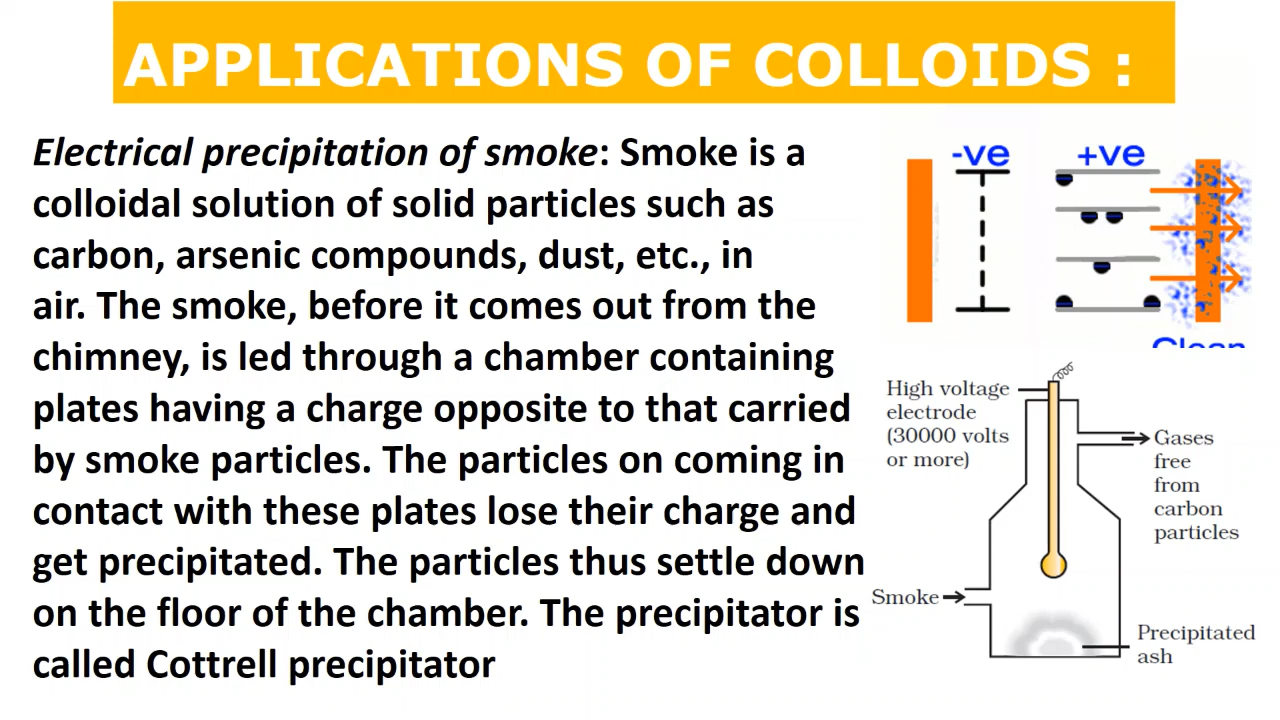 APPLICATIONS OF COLLOIDS :
Electrical precipitation of smoke: Smoke is a
colloidal solution of solid particles such as
carbon, arsenic compounds, dust, etc., in
air. The smoke, before it comes out from the
chimney, is led through a chamber containing
plates having a charge opposite to that carried
by smoke particles. The particles on coming in
contact with these plates lose their charge and
get precipitated. The particles thus settle down
on the floor of the chamber. The precipitator is
called Cottrell precipitator
-ve
+ve
Clean
High voltage
electrode
(30000 volts
or more)
Gases
free
from
carbon
particles
Smoke
Precipitated
ash